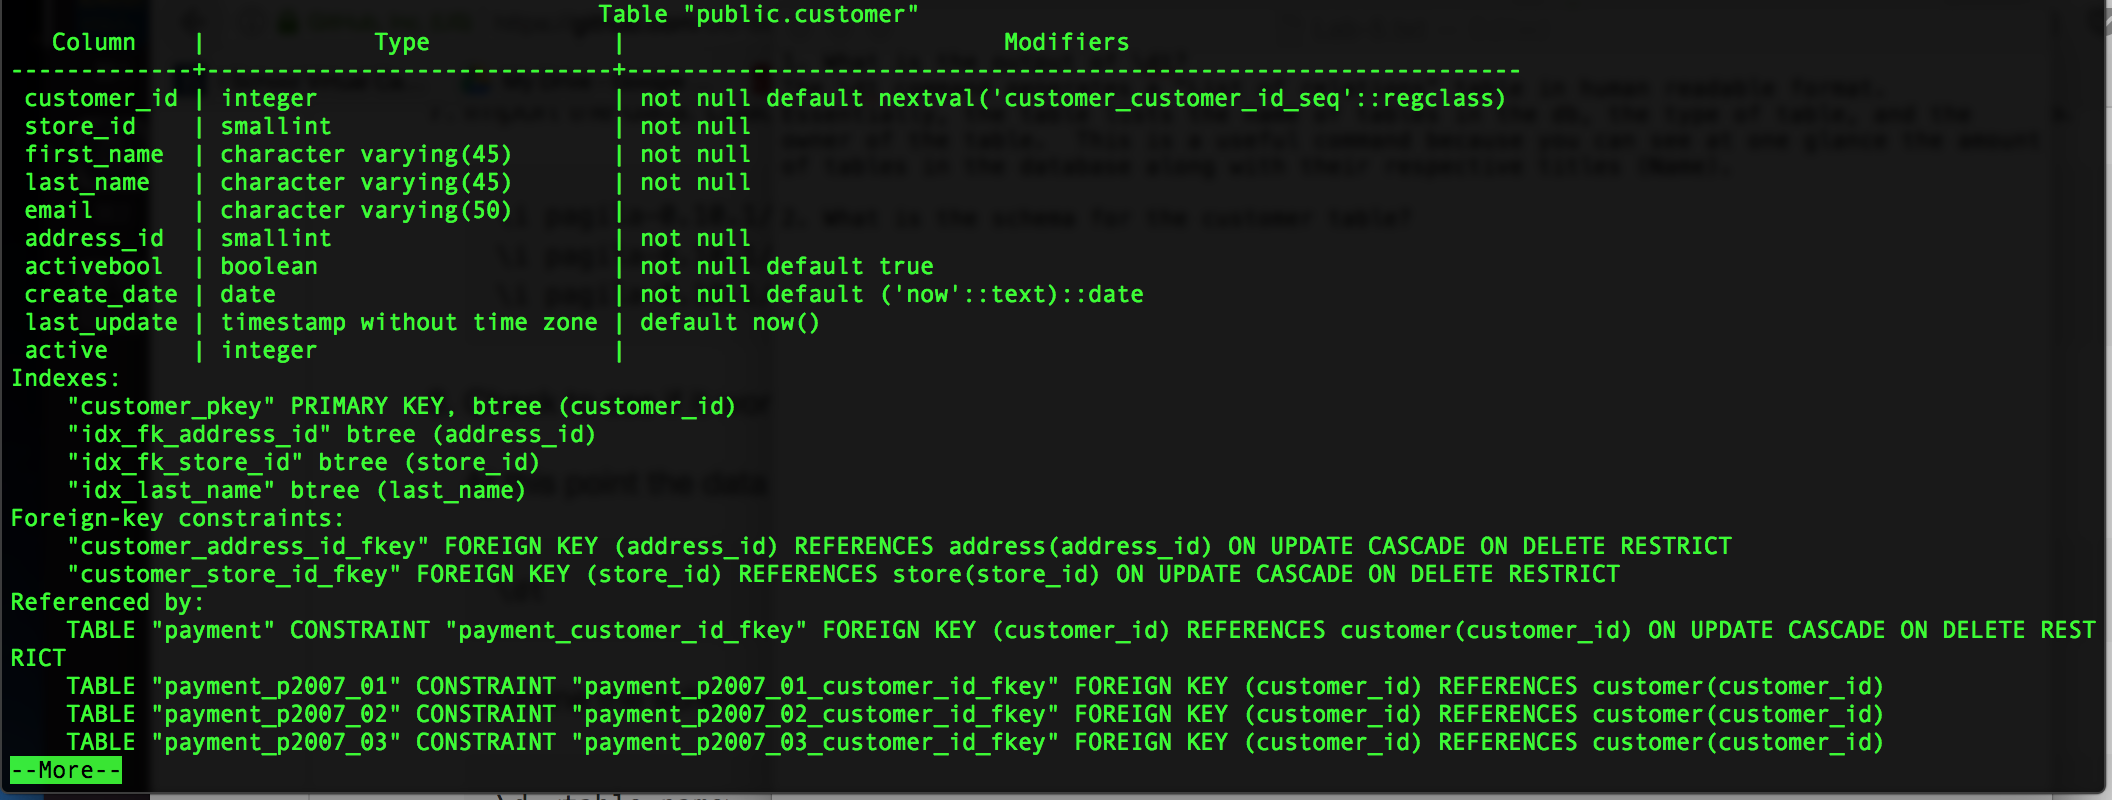 Table "public.customer"
Column | Type | Modifiers
-------------+-----------------------------+----------------------------------------------------------------
customer_id | integer | not null default nextval('customer_customer_id_seq'::regclass)
store_id | smallint | not null
first_name | character varying(45) | not null
last_name | character varying(45) | not null
email | character varying(50) |
address_id | smallint | not null
activebool | boolean | not null default true
create_date | date | not null default ('now'::text)::date
last_update | timestamp without time zone | default now()
active | integer |
Indexes:
"customer_pkey" PRIMARY KEY, btree (customer_id)
"idx_fk_address_id" btree (address_id)
"idx_fk_store_id" btree (store_id)
"idx_last_name" btree (last_name)
Foreign-key constraints:
"customer_address_id_fkey" FOREIGN KEY (address_id) REFERENCES address(address_id) ON UPDATE CASCADE ON DELETE RESTRICT
"customer_store_id_fkey" FOREIGN KEY (store_id) REFERENCES store(store_id) ON UPDATE CASCADE ON DELETE RESTRICT
Referenced by:
TABLE "payment" CONSTRAINT "payment_customer_id_fkey" FOREIGN KEY (customer_id) REFERENCES customer(customer_id) ON UPDATE CASCADE ON DELETE REST
RICT
TABLE "payment_p2007_01" CONSTRAINT "payment_p2007_01_customer_id_fkey" FOREIGN KEY (customer_id) REFERENCES customer(customer_id)
TABLE "payment_p2007_02" CONSTRAINT "payment_p2007_02_customer_id_fkey" FOREIGN KEY (customer_id) REFERENCES customer(customer_id)
TABLE "payment_p2007_03" CONSTRAINT "payment_p2007_03_customer_id_fkey" FOREIGN KEY (customer_id) REFERENCES customer(customer_id)
--More--